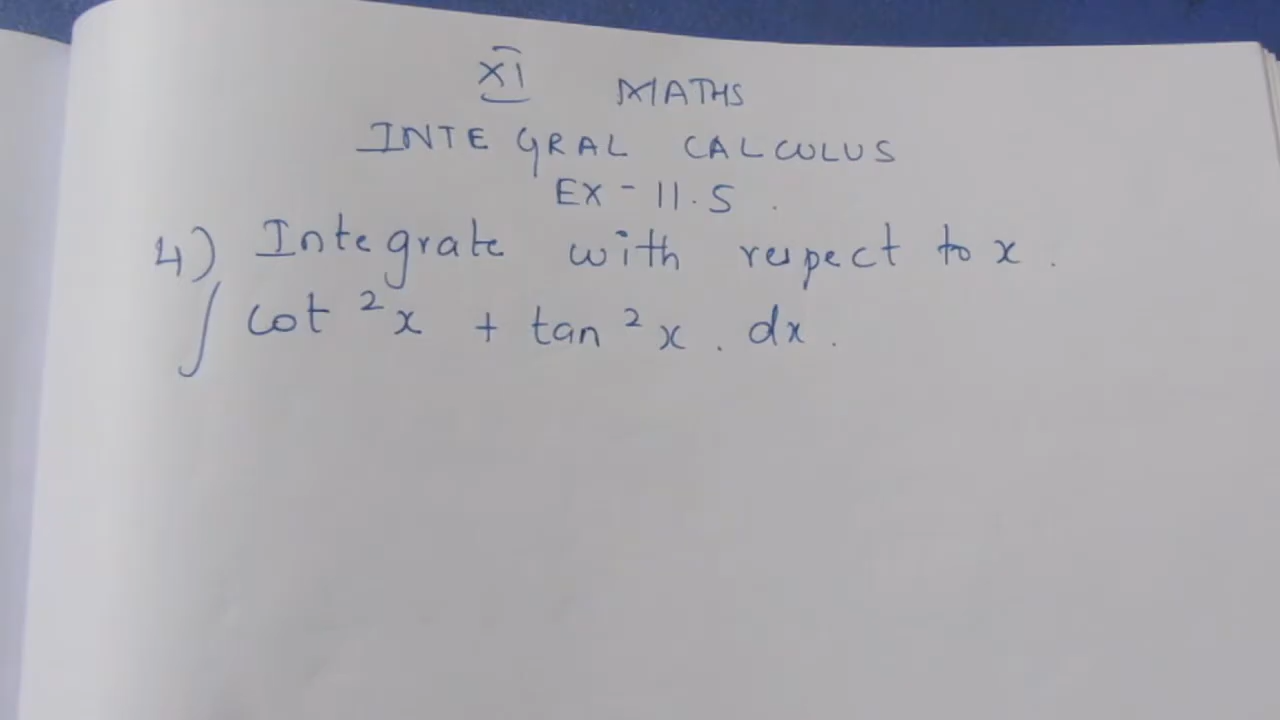 XI MATHS
INTEGRAL CALCULUS
EX - 11.5.
4) Integrate with respect to x.
∫ cot ²x + tan ²x . dx.